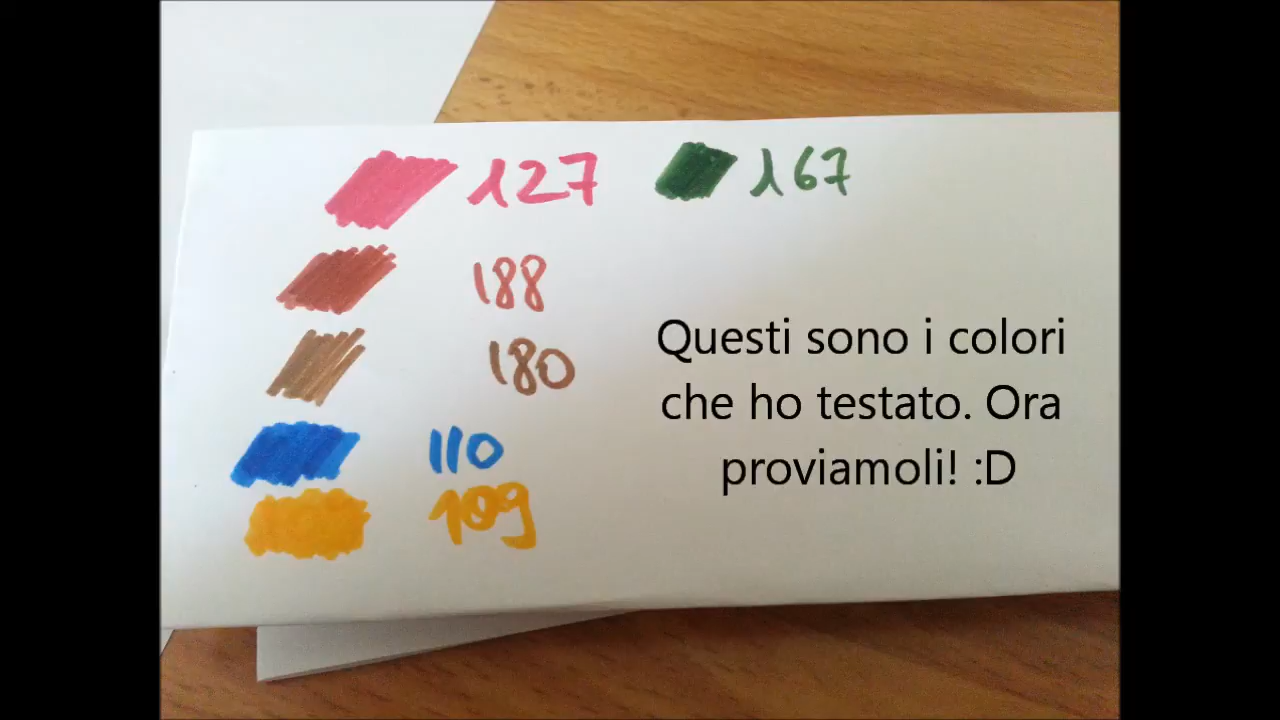 127
167
188
180
110
109
Questi sono i colori
che ho testato. Ora
proviamoli! :D